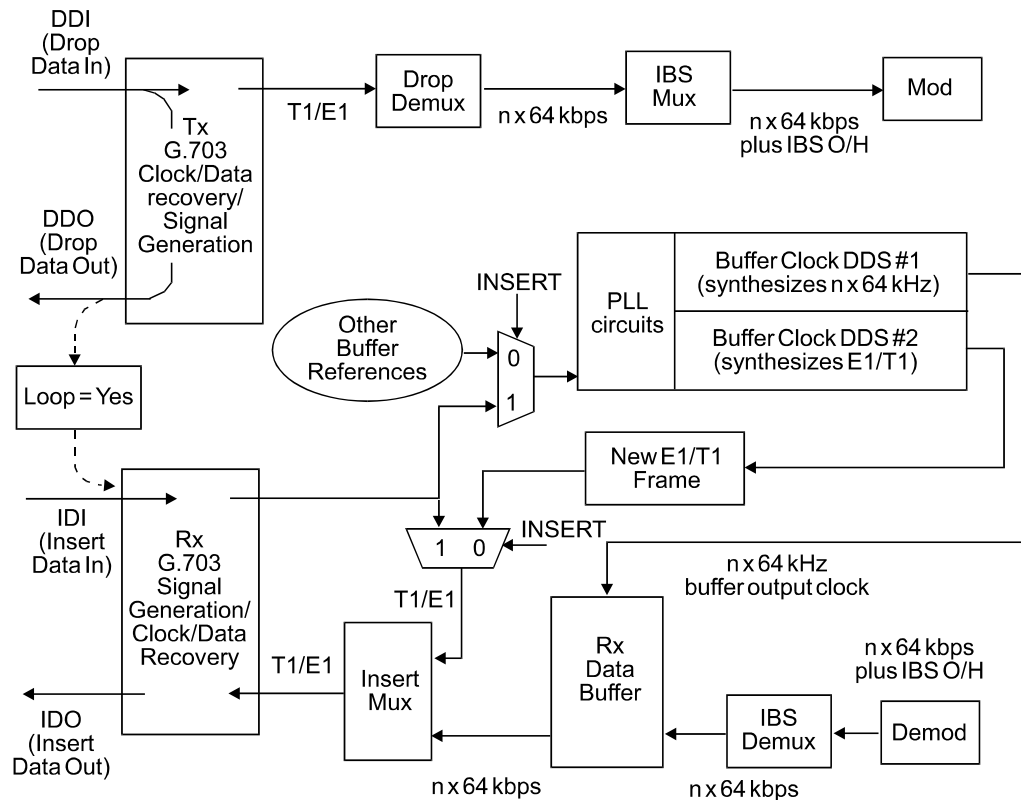 DDI
(Drop
Data In)
Tx
G.703
Clock/Data
recovery/
Signal
Generation
T1/E1
Drop
Demux
n x 64 kbps
IBS
Mux
n x 64 kbps
plus IBS O/H
Mod
DDO
(Drop
Data Out)
Loop = Yes
Other
Buffer
References
INSERT
0
1
PLL
circuits
Buffer Clock DDS #1
(synthesizes n x 64 kHz)
Buffer Clock DDS #2
(synthesizes E1/T1)
New E1/T1
Frame
IDI
(Insert
Data In)
Rx
G.703
Signal
Generation/
Clock/Data
Recovery
1 0
INSERT
n x 64 kHz
buffer output clock
T1/E1
T1/E1
Insert
Mux
Rx
Data
Buffer
n x 64 kbps
plus IBS O/H
IBS
Demux
Demod
IDO
(Insert
Data Out)
n x 64 kbps
n x 64 kbps